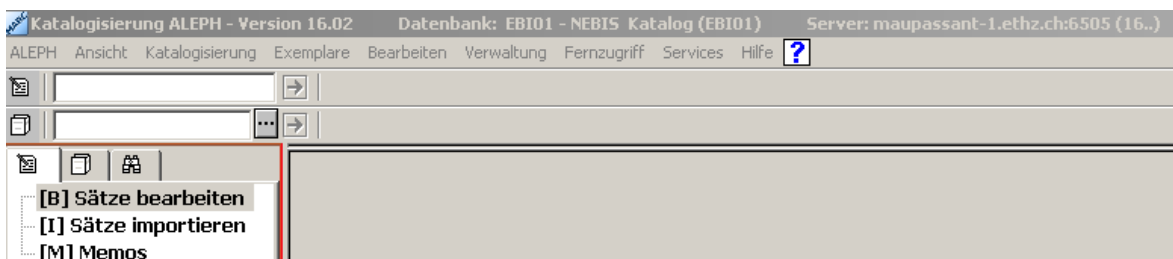 MARC Katalogisierung ALEPH - Version 16.02 Datenbank: EBI01 - NEBIS Katalog (EBI01) Server: maupassant-1.ethz.ch:6505 (16..)
ALEPH Ansicht Katalogisierung Exemplare Bearbeiten Verwaltung Fernzugriff Services Hilfe ?
...
[B] Sätze bearbeiten
[I] Sätze importieren
[M] Memos